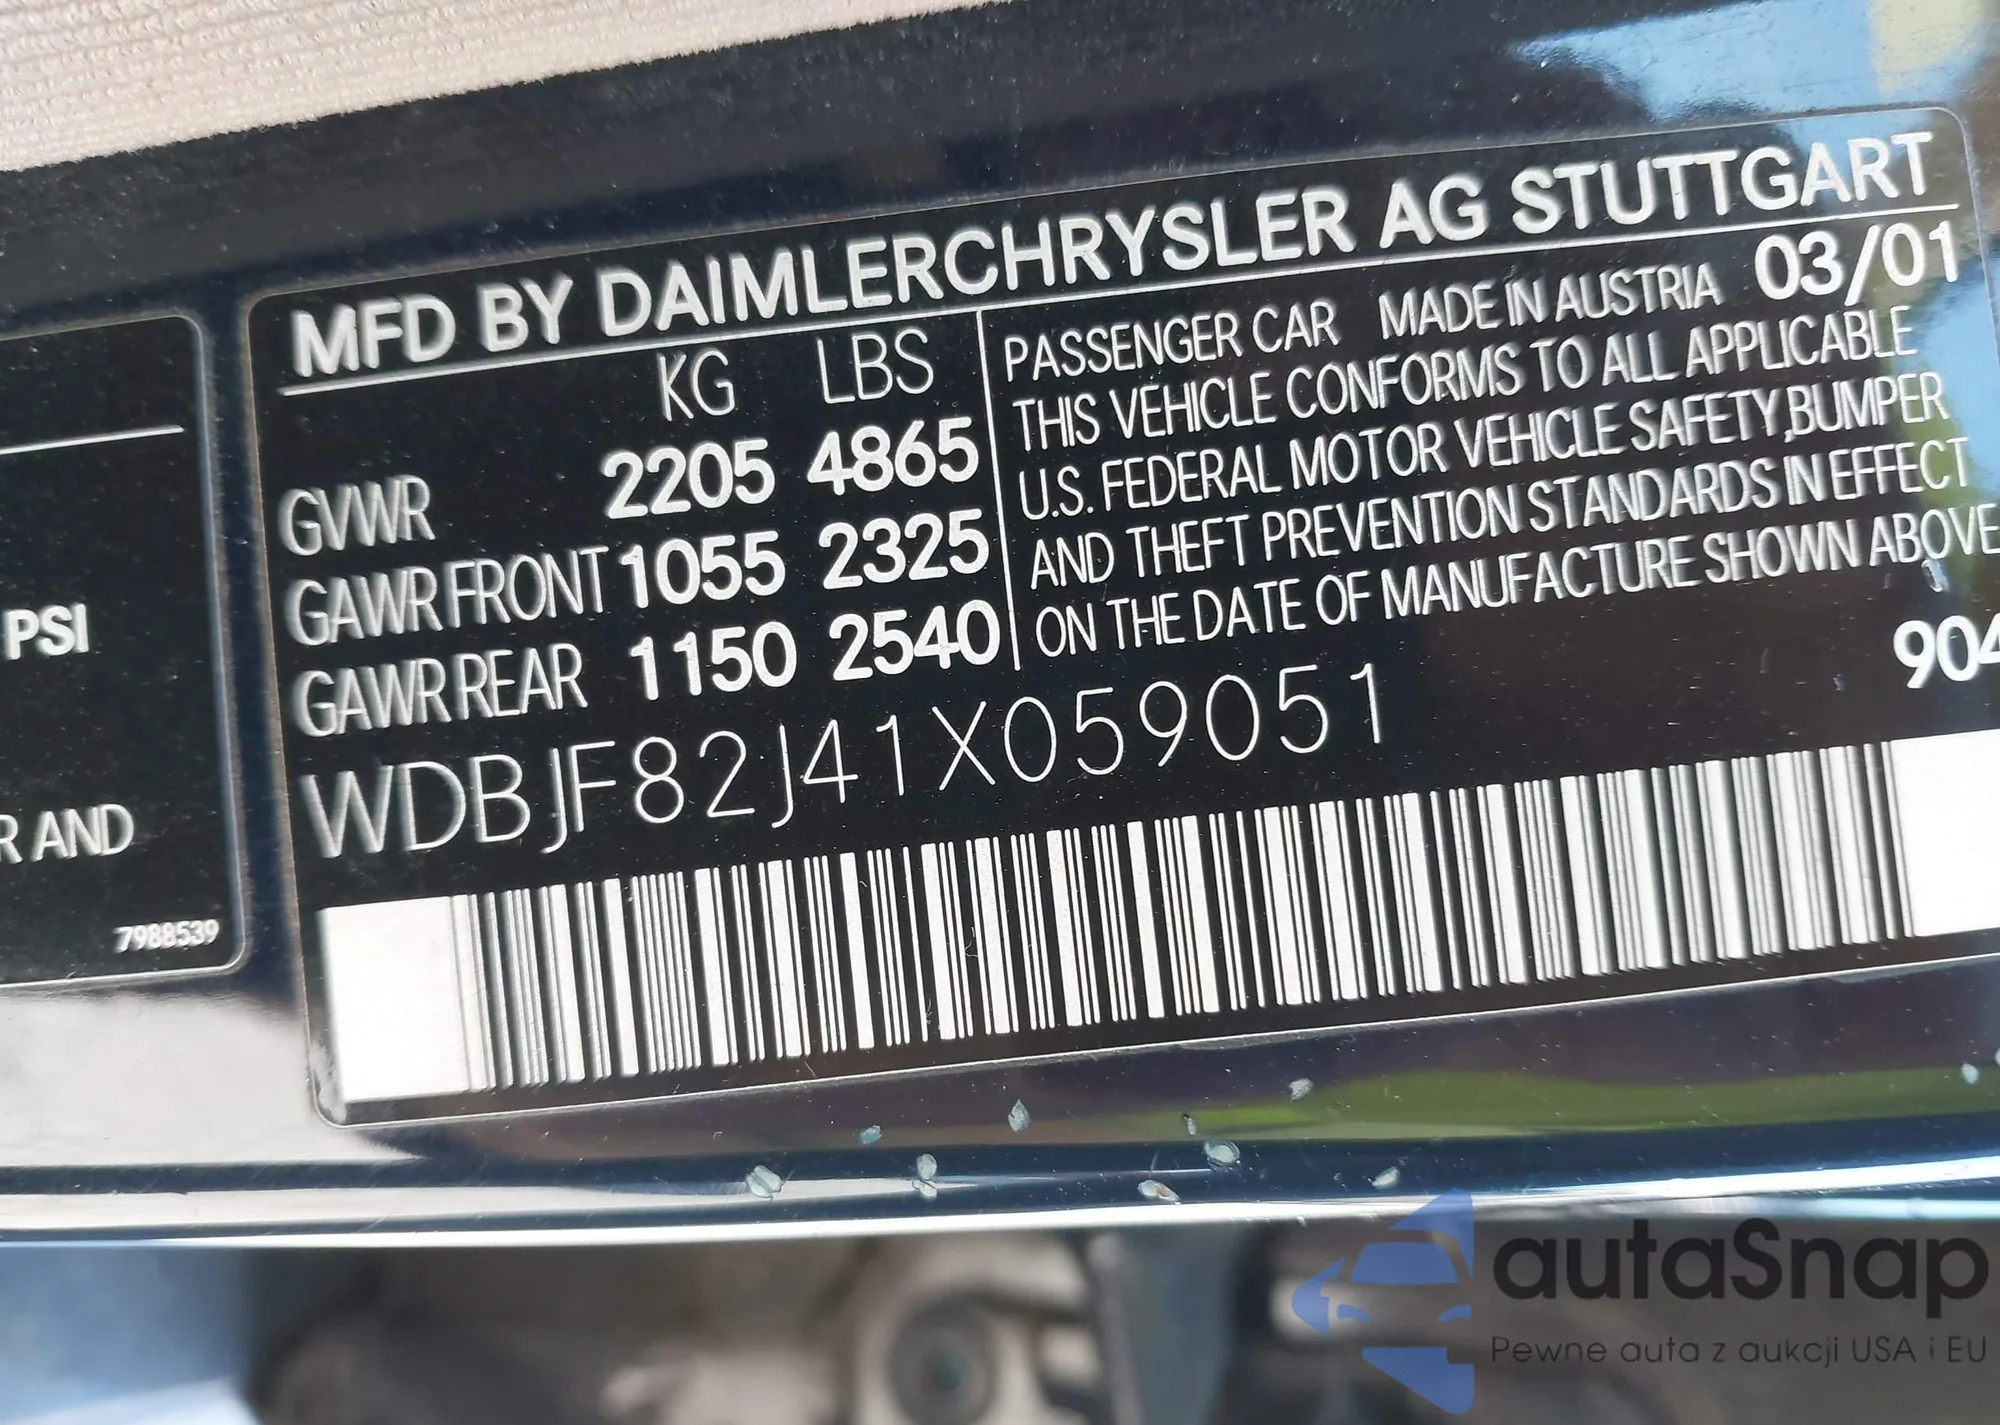 MFD BY DAIMLERCHRYSLER AG STUTTGART
KG LBS
GVWR 2205 4865
GAWR FRONT 1055 2325
GAWR REAR 1150 2540
PASSENGER CAR MADE IN AUSTRIA 03/01
THIS VEHICLE CONFORMS TO ALL APPLICABLE
U.S. FEDERAL MOTOR VEHICLE SAFETY,BUMPER
AND THEFT PREVENTION STANDARDS IN EFFECT
ON THE DATE OF MANUFACTURE SHOWN ABOVE
904
WDBJF82J41X059051
PSI
R AND
7988539
autaSnap
Pewne auta z aukcji USA i EU